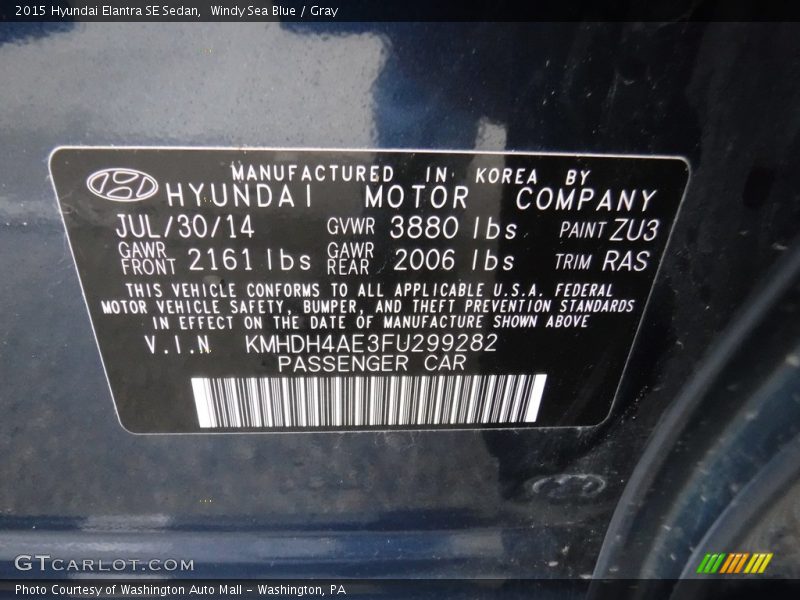 2015 Hyundai Elantra SE Sedan, Windy Sea Blue / Gray
MANUFACTURED IN KOREA BY
HYUNDAI MOTOR COMPANY
JUL/30/14 GVWR 3880 lbs PAINT ZU3
GAWR FRONT 2161 lbs GAWR REAR 2006 lbs TRIM RAS
THIS VEHICLE CONFORMS TO ALL APPLICABLE U.S.A. FEDERAL
MOTOR VEHICLE SAFETY, BUMPER, AND THEFT PREVENTION STANDARDS
IN EFFECT ON THE DATE OF MANUFACTURE SHOWN ABOVE
V.I.N KMHDH4AE3FU299282
PASSENGER CAR
GTCARLOT.COM
Photo Courtesy of Washington Auto Mall - Washington, PA